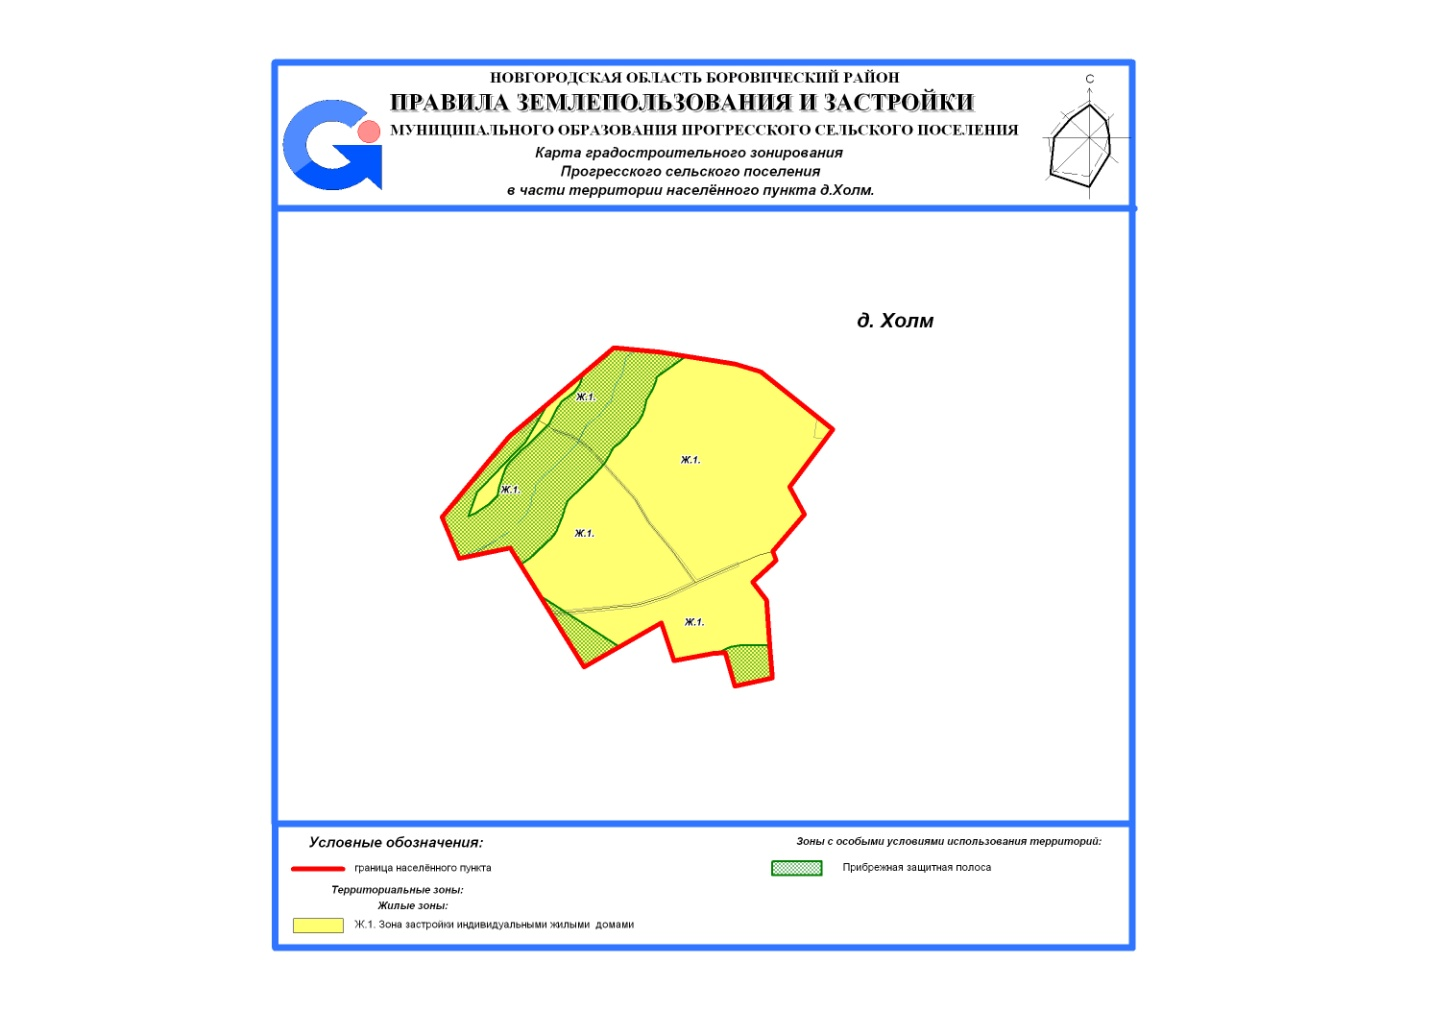 НОВГОРОДСКАЯ ОБЛАСТЬ БОРОВИЧЕСКИЙ РАЙОН
ПРАВИЛА ЗЕМЛЕПОЛЬЗОВАНИЯ И ЗАСТРОЙКИ
МУНИЦИПАЛЬНОГО ОБРАЗОВАНИЯ ПРОГРЕССКОГО СЕЛЬСКОГО ПОСЕЛЕНИЯ
Карта градостроительного зонирования
Прогресского сельского поселения
в части территории населённого пункта д.Холм.
С
д. Холм
Ж.1.
Ж.1.
Ж.1.
Ж.1.
Ж.1.
Условные обозначения:
граница населённого пункта
Территориальные зоны:
Жилые зоны:
Ж.1. Зона застройки индивидуальными жилыми домами
Зоны с особыми условиями использования территорий:
Прибрежная защитная полоса